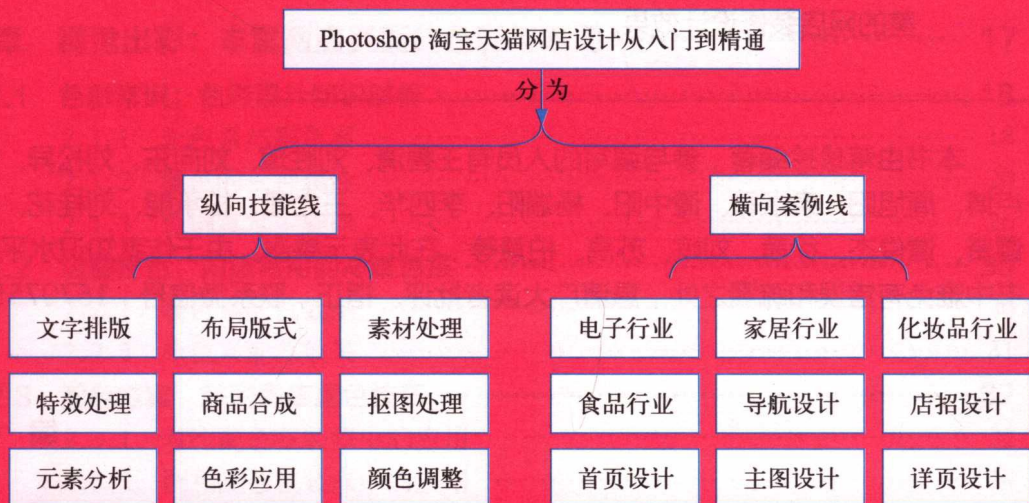 Photoshop 淘宝天猫网店设计从入门到精通
分为
纵向技能线 横向案例线
文字排版 布局版式 素材处理 电子行业 家居行业 化妆品行业
特效处理 商品合成 抠图处理 食品行业 导航设计 店招设计
元素分析 色彩应用 颜色调整 首页设计 主图设计 详页设计